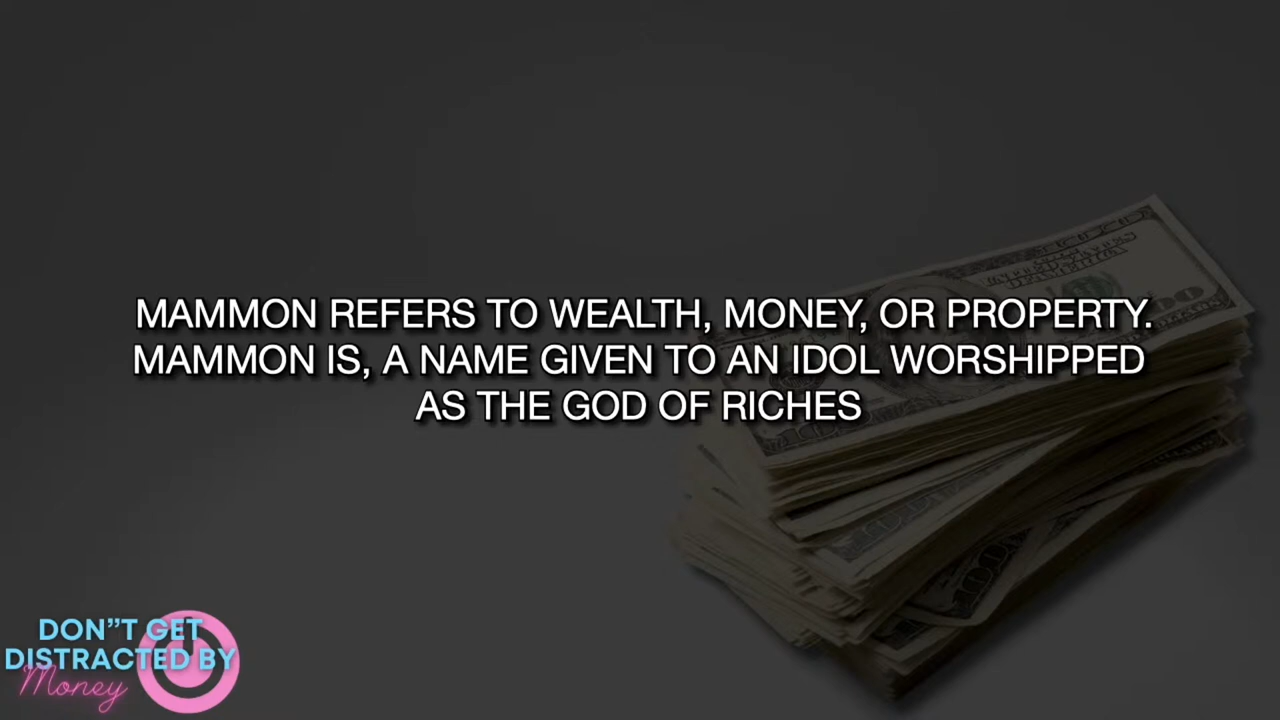 MAMMON REFERS TO WEALTH, MONEY, OR PROPERTY.
MAMMON IS, A NAME GIVEN TO AN IDOL WORSHIPPED
AS THE GOD OF RICHES
DON”T GET
DISTRACTED BY
Money